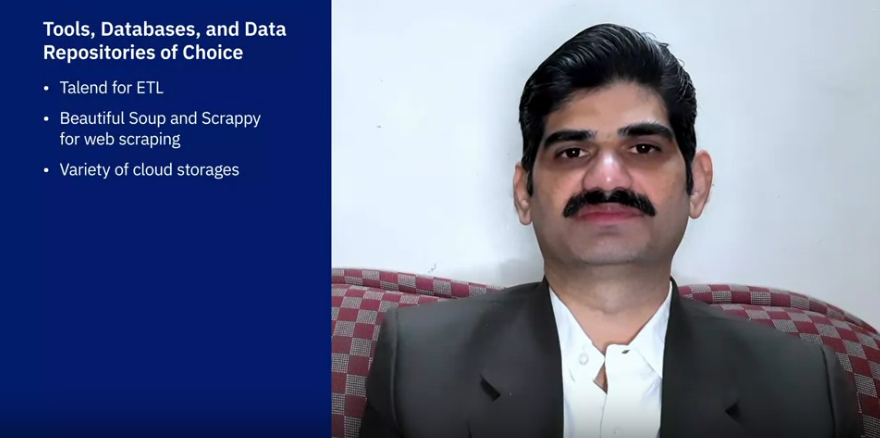 Tools, Databases, and Data
Repositories of Choice
• Talend for ETL
• Beautiful Soup and Scrappy
for web scraping
• Variety of cloud storages